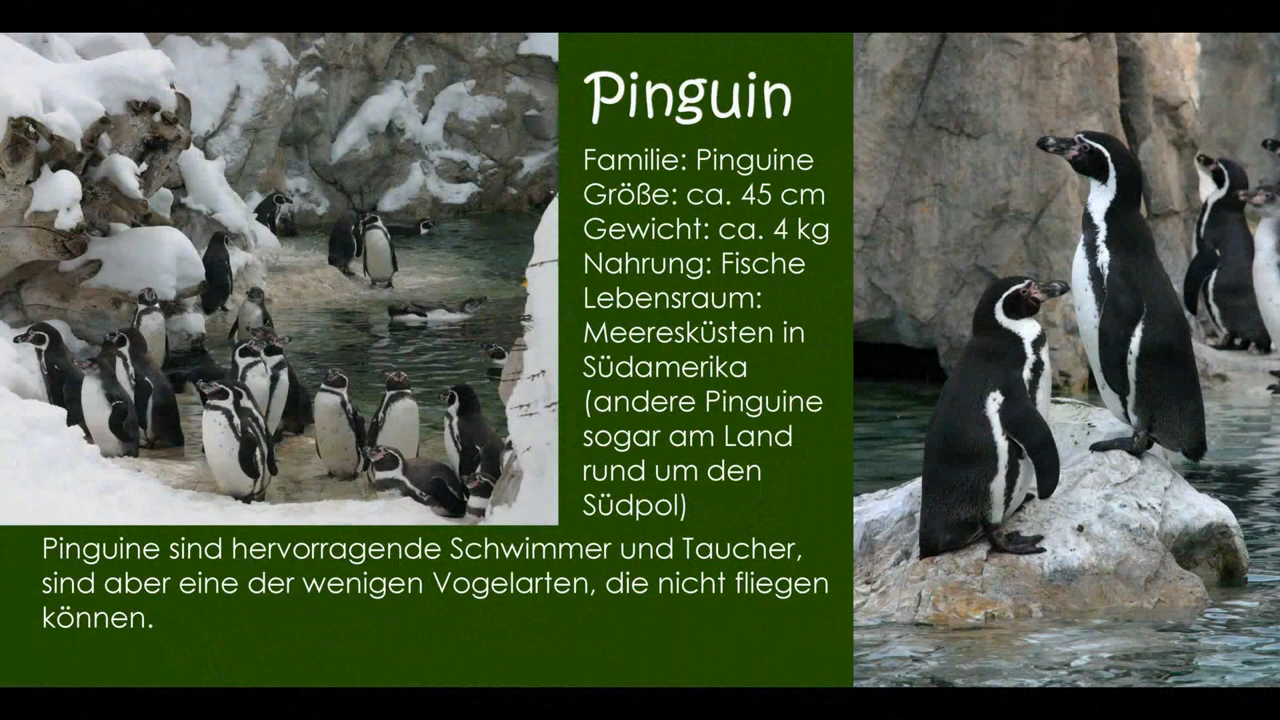 Pinguin
Familie: Pinguine
Größe: ca. 45 cm
Gewicht: ca. 4 kg
Nahrung: Fische
Lebensraum:
Meeresküsten in
Südamerika
(andere Pinguine
sogar am Land
rund um den
Südpol)
Pinguine sind hervorragende Schwimmer und Taucher,
sind aber eine der wenigen Vogelarten, die nicht fliegen
können.